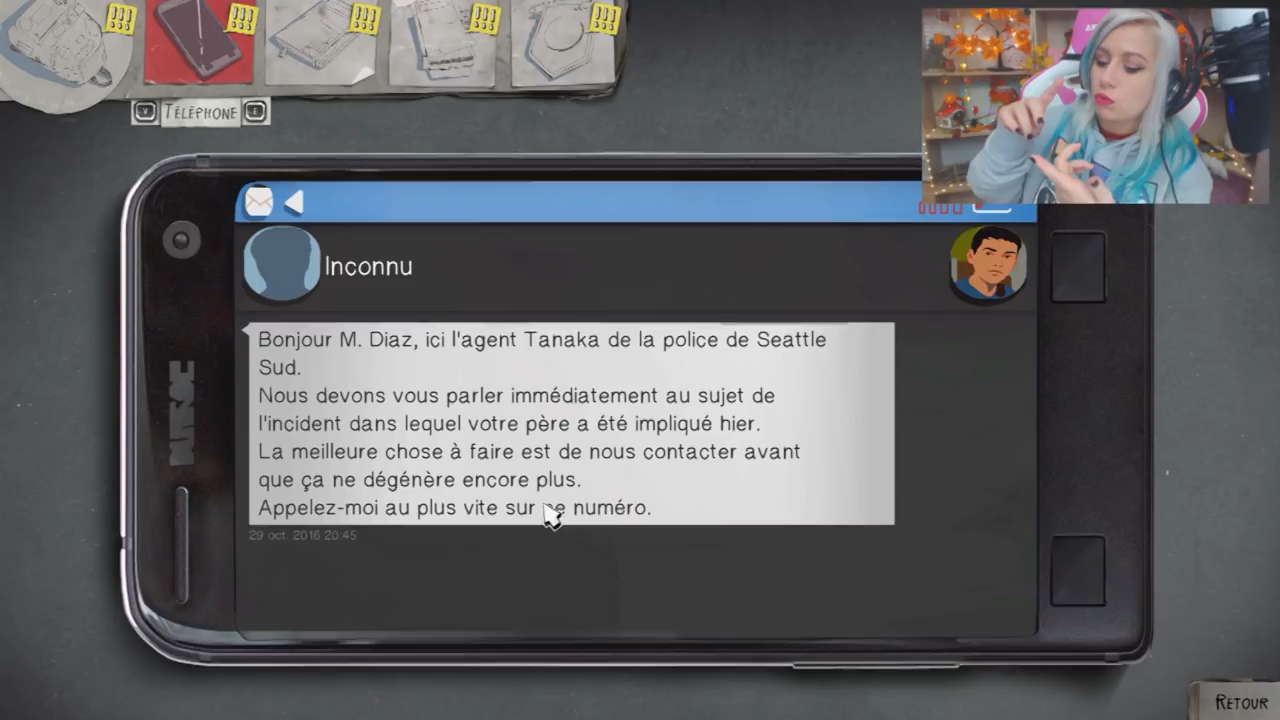 TÉLÉPHONE
Inconnu
Bonjour M. Diaz, ici l'agent Tanaka de la police de Seattle
Sud.
Nous devons vous parler immédiatement au sujet de
l'incident dans lequel votre père a été impliqué hier.
La meilleure chose à faire est de nous contacter avant
que ça ne dégénère encore plus.
Appelez-moi au plus vite sur ce numéro.
29 oct. 2016 20:45
RETOUR